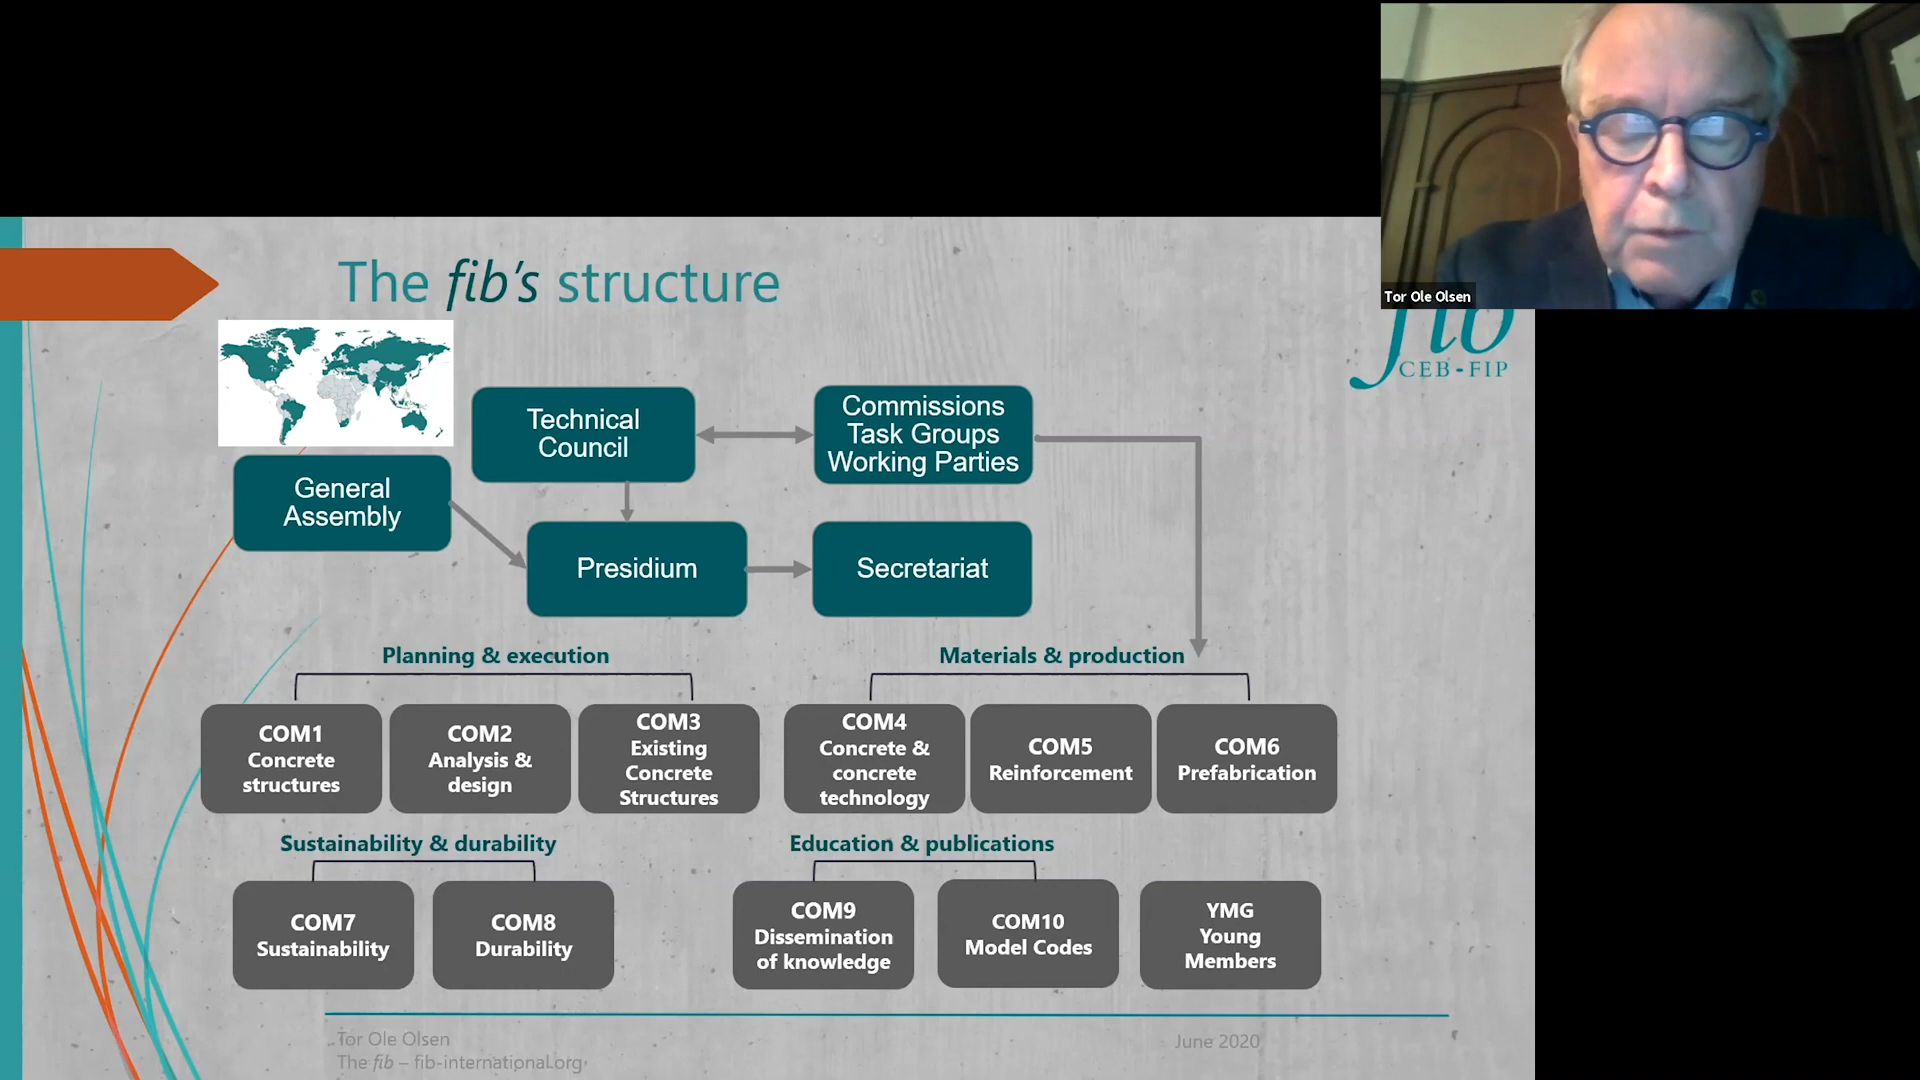 Tor Ole Olsen
The fib's structure
fib
CEB-FIP
Technical
Council
Commissions
Task Groups
Working Parties
General
Assembly
Presidium
Secretariat
Planning & execution
Materials & production
COM1
Concrete
structures
COM2
Analysis &
design
COM3
Existing
Concrete
Structures
COM4
Concrete &
concrete
technology
COM5
Reinforcement
COM6
Prefabrication
Sustainability & durability
Education & publications
COM7
Sustainability
COM8
Durability
COM9
Dissemination
of knowledge
COM10
Model Codes
YMG
Young
Members
Tor Ole Olsen
The fib – fib-international.org
June 2020